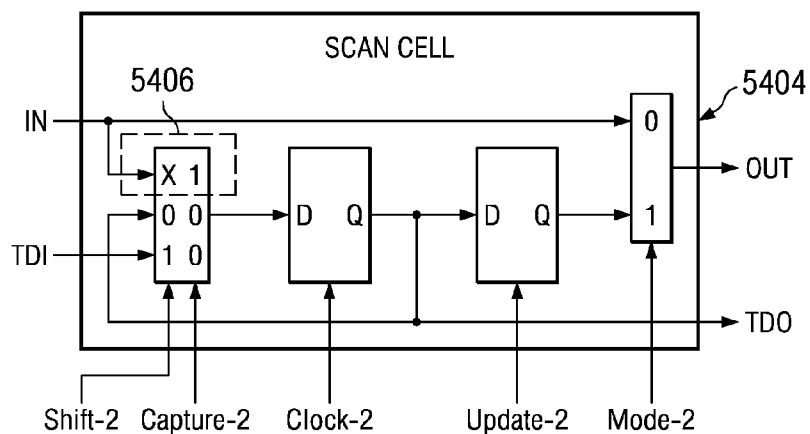 SCAN CELL
5406
5404
IN
0
X 1
OUT
0 0
D Q
D Q
1
TDI
1 0
TDO
Shift-2 Capture-2 Clock-2 Update-2 Mode-2